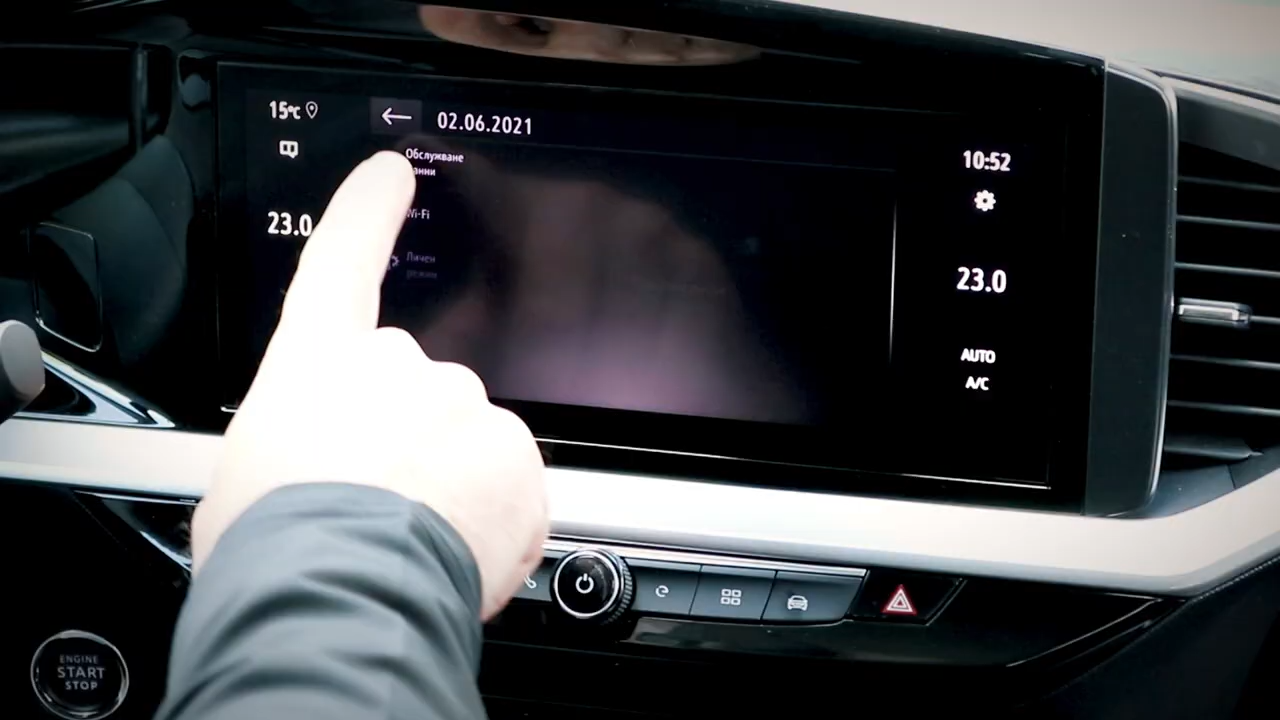 15°C
02.06.2021
Обслужване
Wi-Fi
Личен
режим
23.0
10:52
23.0
AUTO
A/C
ENGINE
START
STOP